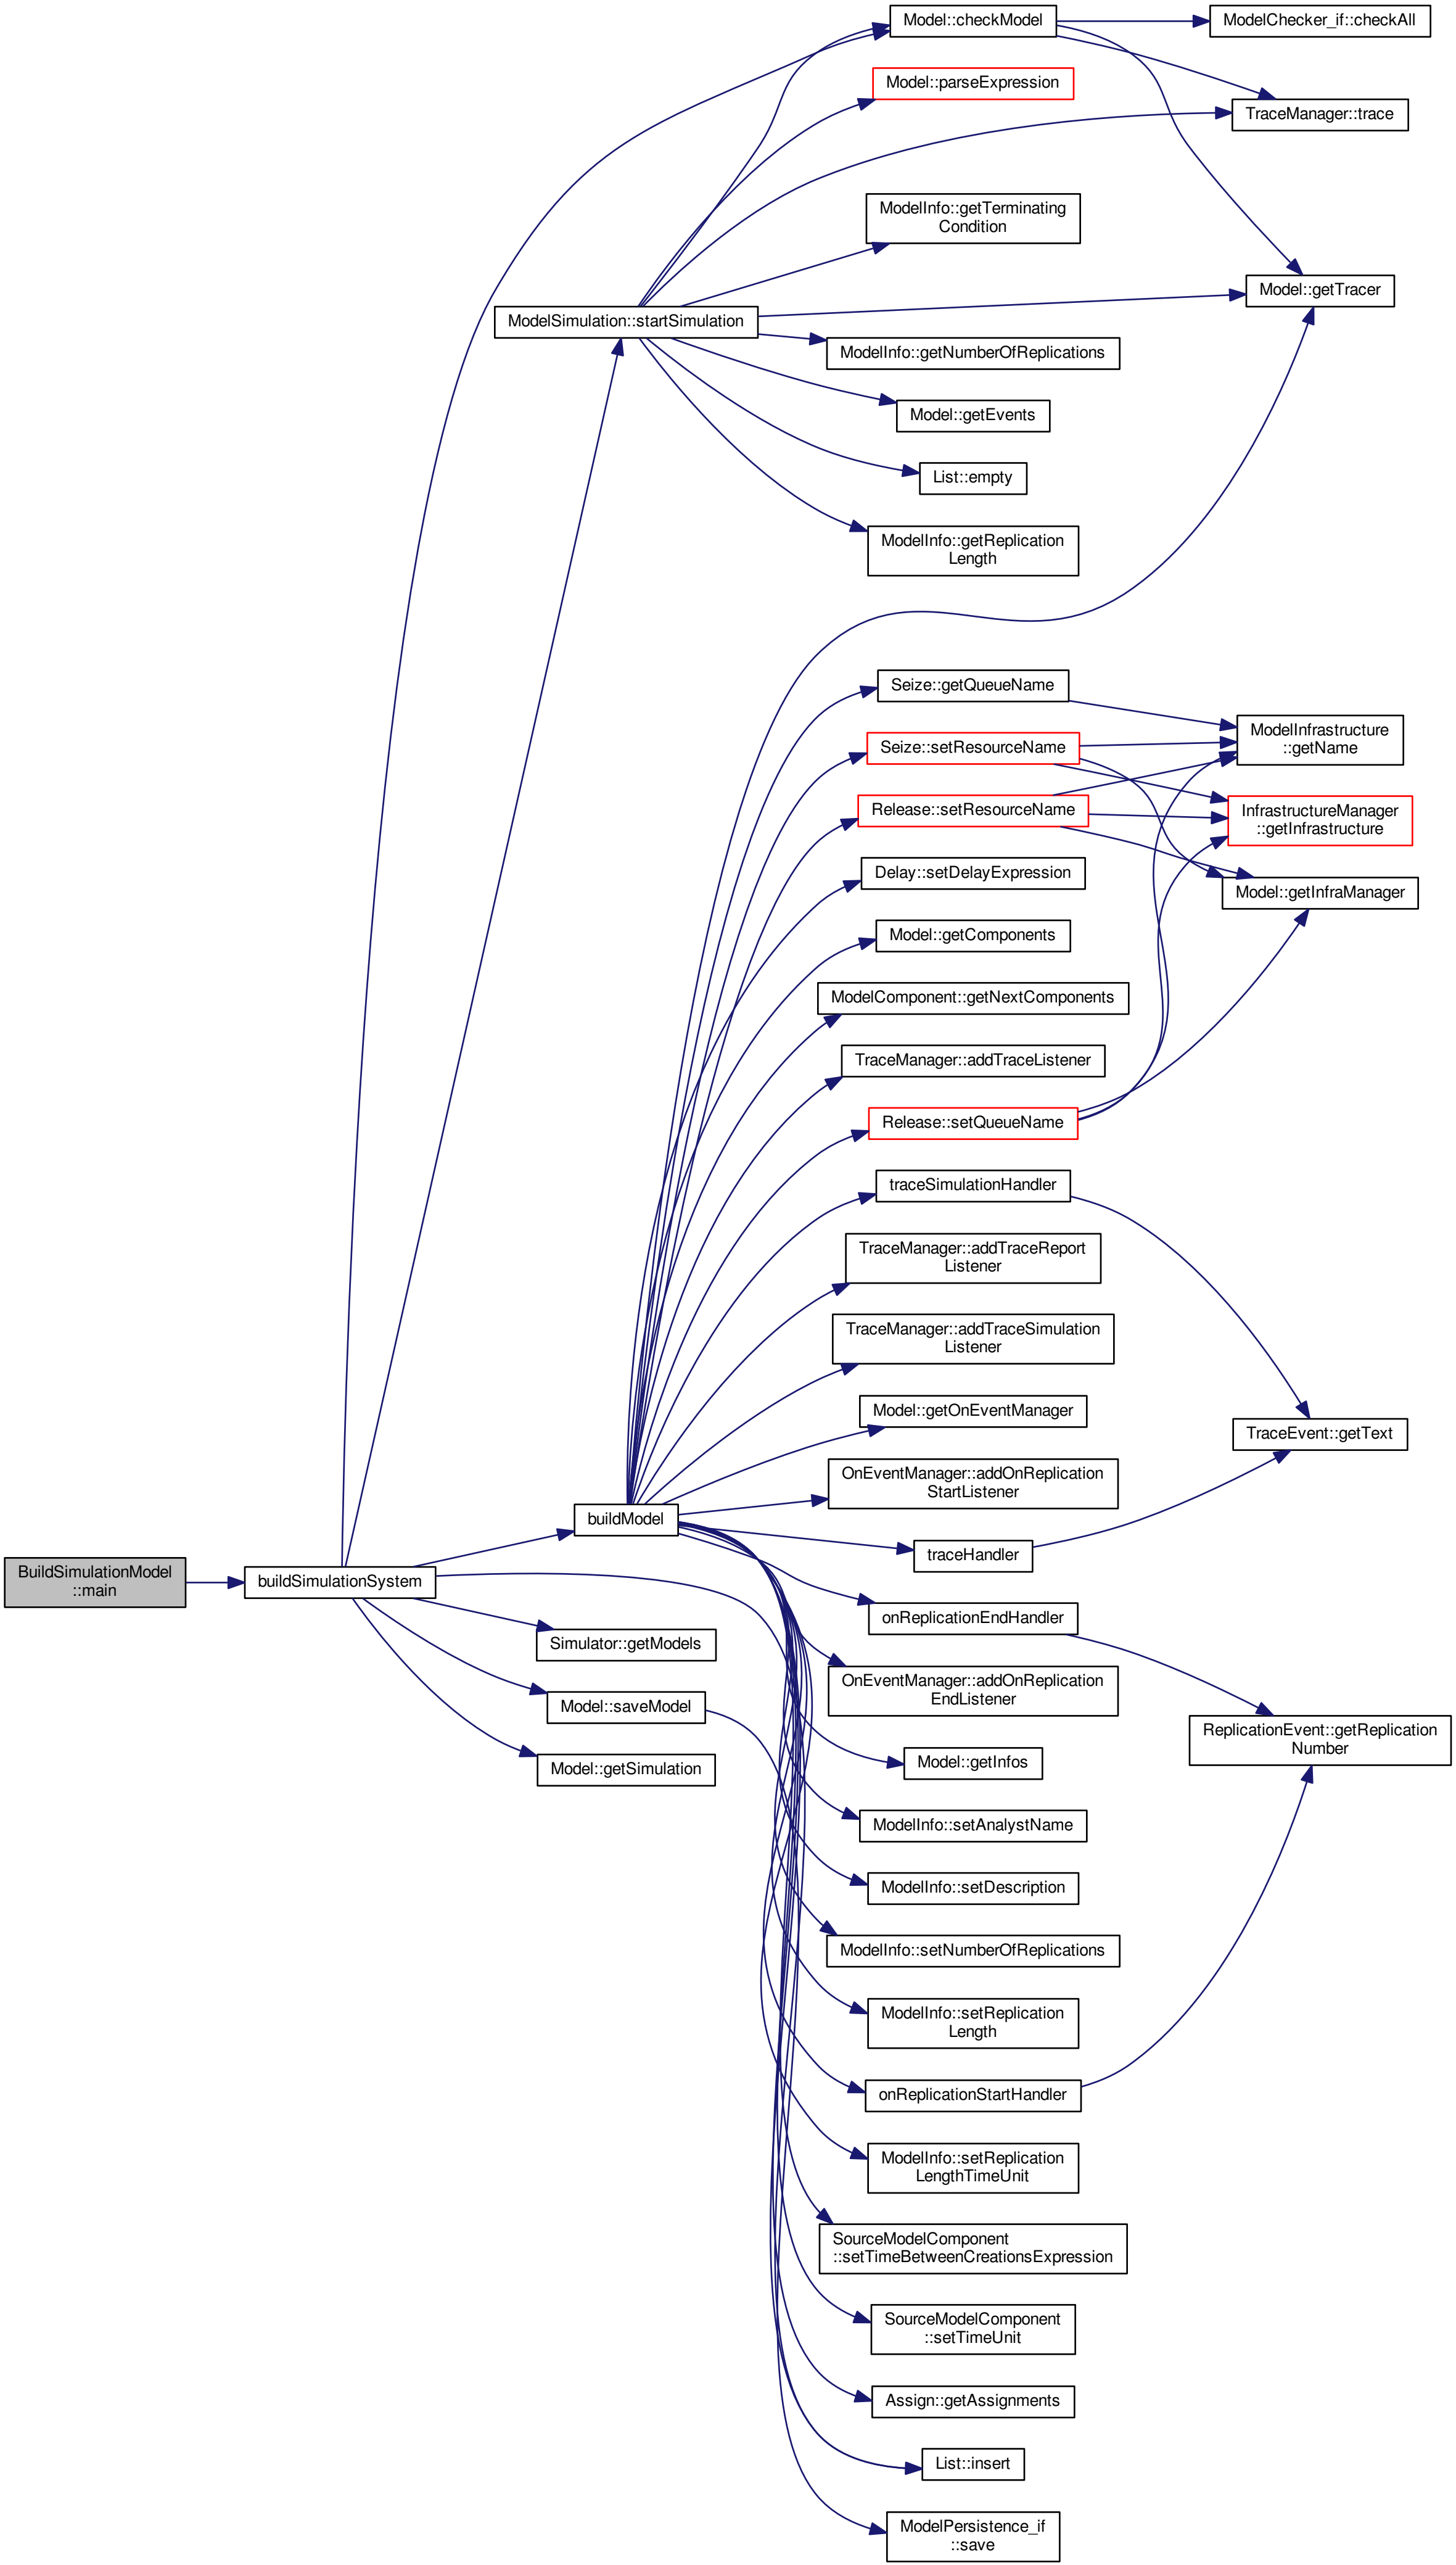 Model::checkModel
ModelChecker_if::checkAll
Model::parseExpression
TraceManager::trace
ModelInfo::getTerminating
Condition
Model::getTracer
ModelSimulation::startSimulation
ModelInfo::getNumberOfReplications
Model::getEvents
List::empty
ModelInfo::getReplication
Length
Seize::getQueueName
ModelInfrastructure
::getName
Seize::setResourceName
Release::setResourceName
InfrastructureManager
::getInfrastructure
Delay::setDelayExpression
Model::getInfraManager
Model::getComponents
ModelComponent::getNextComponents
TraceManager::addTraceListener
Release::setQueueName
traceSimulationHandler
TraceManager::addTraceReport
Listener
TraceManager::addTraceSimulation
Listener
Model::getOnEventManager
TraceEvent::getText
OnEventManager::addOnReplication
StartListener
buildModel
traceHandler
BuildSimulationModel
::main
buildSimulationSystem
onReplicationEndHandler
Simulator::getModels
OnEventManager::addOnReplication
EndListener
Model::saveModel
ReplicationEvent::getReplication
Number
Model::getInfos
Model::getSimulation
ModelInfo::setAnalystName
ModelInfo::setDescription
ModelInfo::setNumberOfReplications
ModelInfo::setReplication
Length
onReplicationStartHandler
ModelInfo::setReplication
LengthTimeUnit
SourceModelComponent
::setTimeBetweenCreationsExpression
SourceModelComponent
::setTimeUnit
Assign::getAssignments
List::insert
ModelPersistence_if
::save